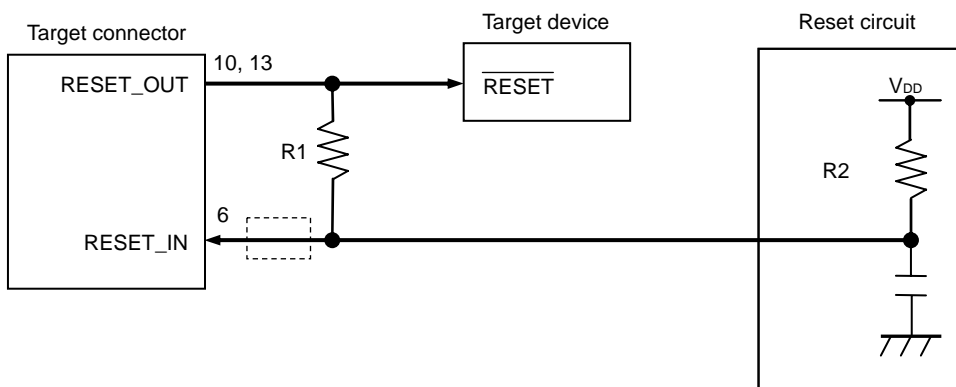 Target connector
Target device
Reset circuit
10, 13
RESET_OUT
RESET
VDD
R1
R2
6
RESET_IN